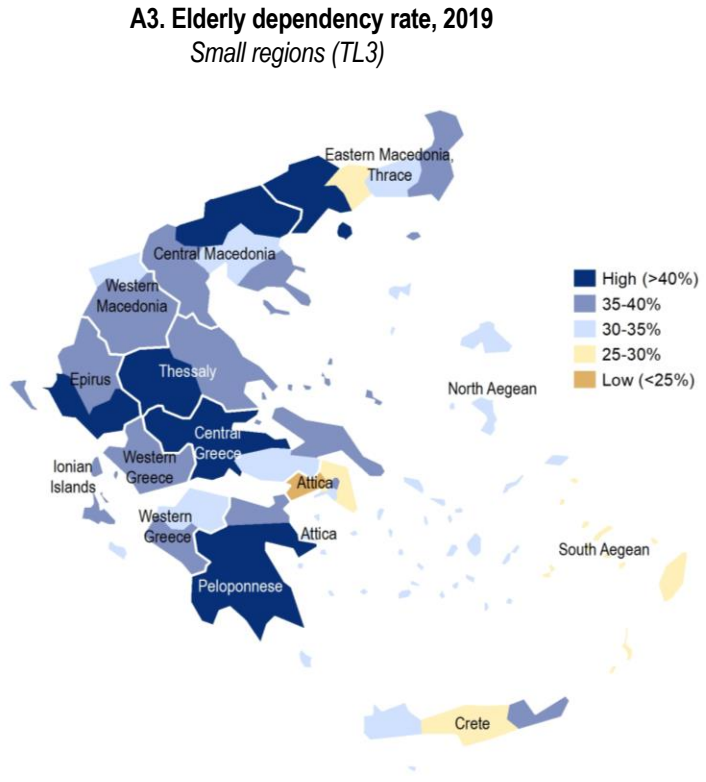 A3. Elderly dependency rate, 2019
Small regions (TL3)
Eastern Macedonia,
Thrace
Central Macedonia
Western
Macedonia
High (>40%)
35-40%
30-35%
25-30%
Low (<25%)
Epirus
Thessaly
North Aegean
Central
Greece
Western
Greece
Ionian
Islands
Attica
Western
Greece
Attica
South Aegean
Peloponnese
Crete